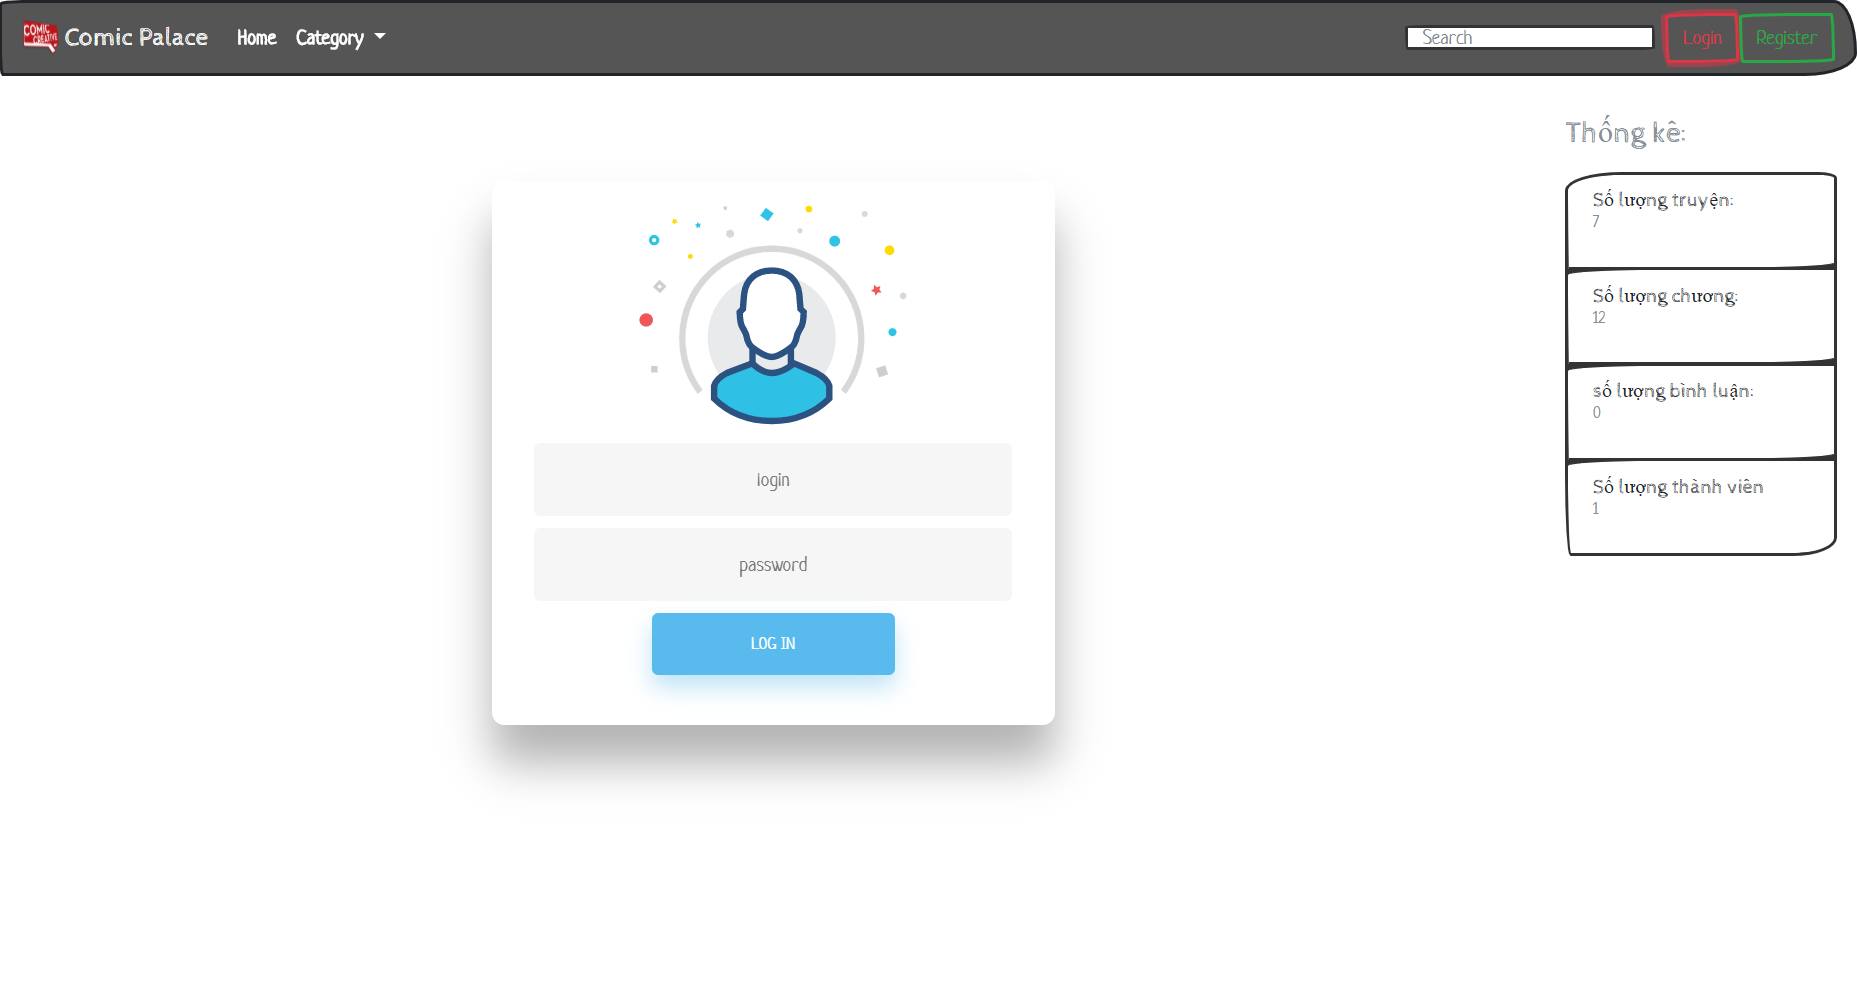 COMIC
CREATIVE
Comic Palace
Home
Category
Search
Login
Register
Thống kê:
Số lượng truyện:
7
Số lượng chương:
12
số lượng bình luận:
0
Số lượng thành viên
1
login
password
LOG IN